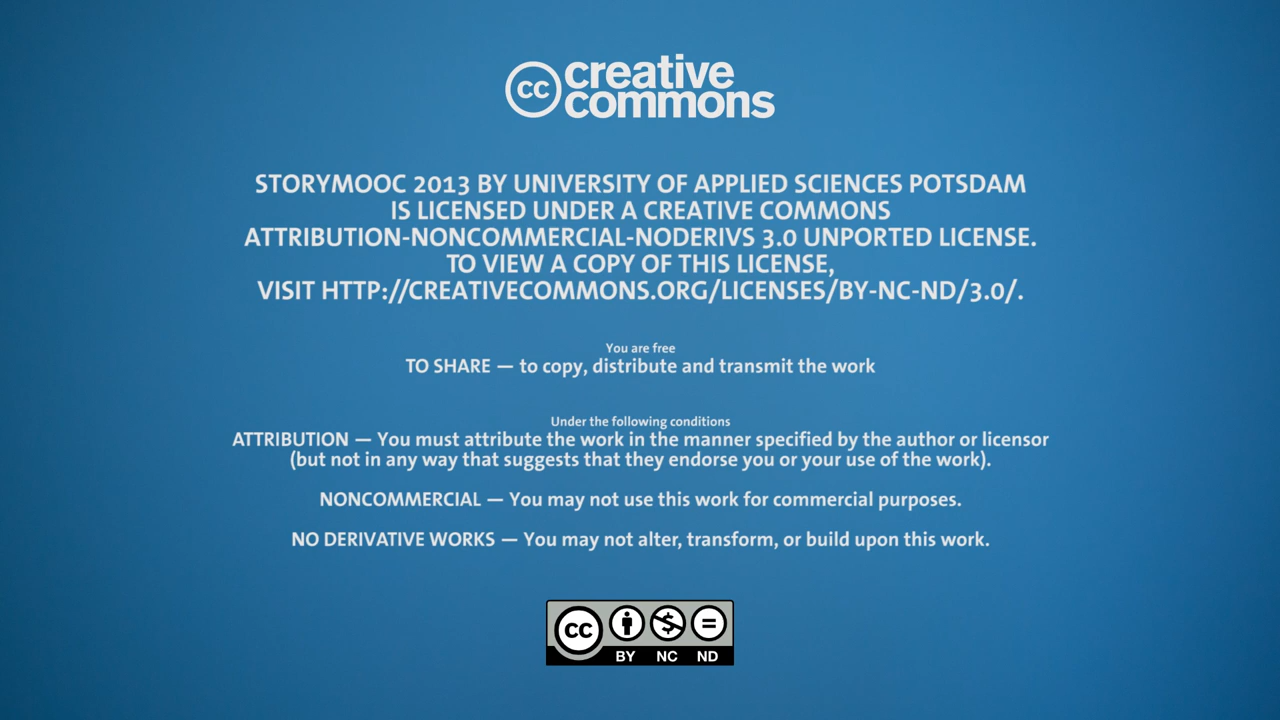 cc creative
commons
STORYMOOC 2013 BY UNIVERSITY OF APPLIED SCIENCES POTSDAM
IS LICENSED UNDER A CREATIVE COMMONS
ATTRIBUTION-NONCOMMERCIAL-NODERIVS 3.0 UNPORTED LICENSE.
TO VIEW A COPY OF THIS LICENSE,
VISIT HTTP://CREATIVECOMMONS.ORG/LICENSES/BY-NC-ND/3.0/.
You are free
TO SHARE — to copy, distribute and transmit the work
Under the following conditions
ATTRIBUTION — You must attribute the work in the manner specified by the author or licensor
(but not in any way that suggests that they endorse you or your use of the work).
NONCOMMERCIAL — You may not use this work for commercial purposes.
NO DERIVATIVE WORKS — You may not alter, transform, or build upon this work.
cc $ =
BY NC ND